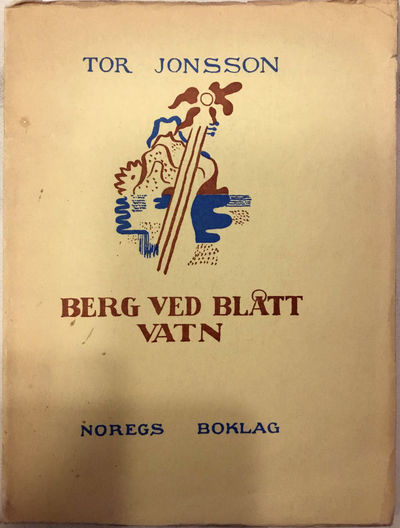 TOR JONSSON
BERG VED BLÅTT
VATN
NOREGS BOKLAG